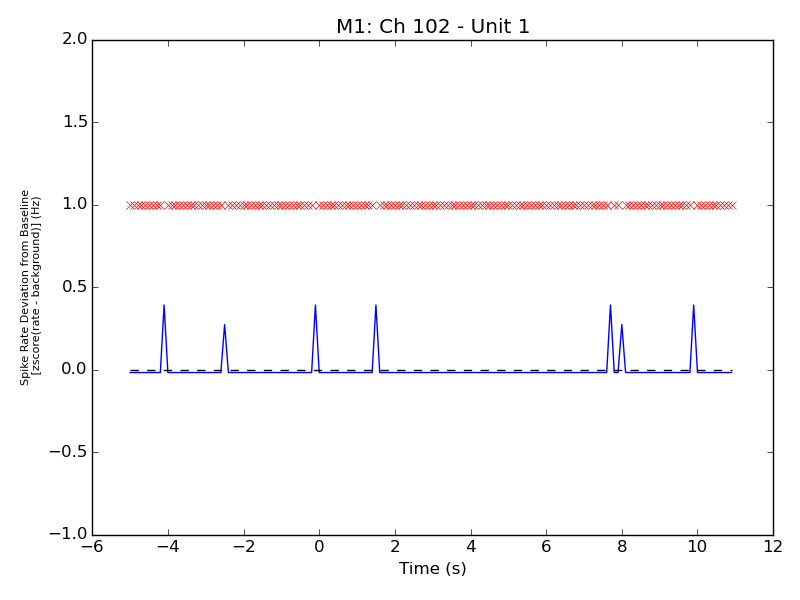 M1: Ch 102 - Unit 1
2.0
1.5
1.0
0.5
0.0
−0.5
−1.0
Spike Rate Deviation from Baseline
[zscore(rate - background)] (Hz)
−6 −4 −2 0 2 4 6 8 10 12
Time (s)